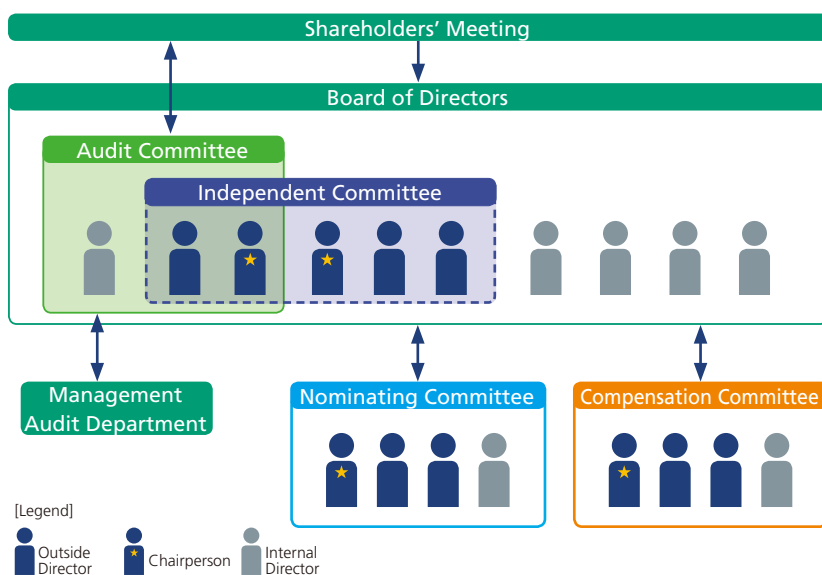 Shareholders’ Meeting
Board of Directors
Audit Committee
Independent Committee
Management
Audit Department
Nominating Committee
Compensation Committee
[Legend]
Outside
Director
Chairperson
Internal
Director